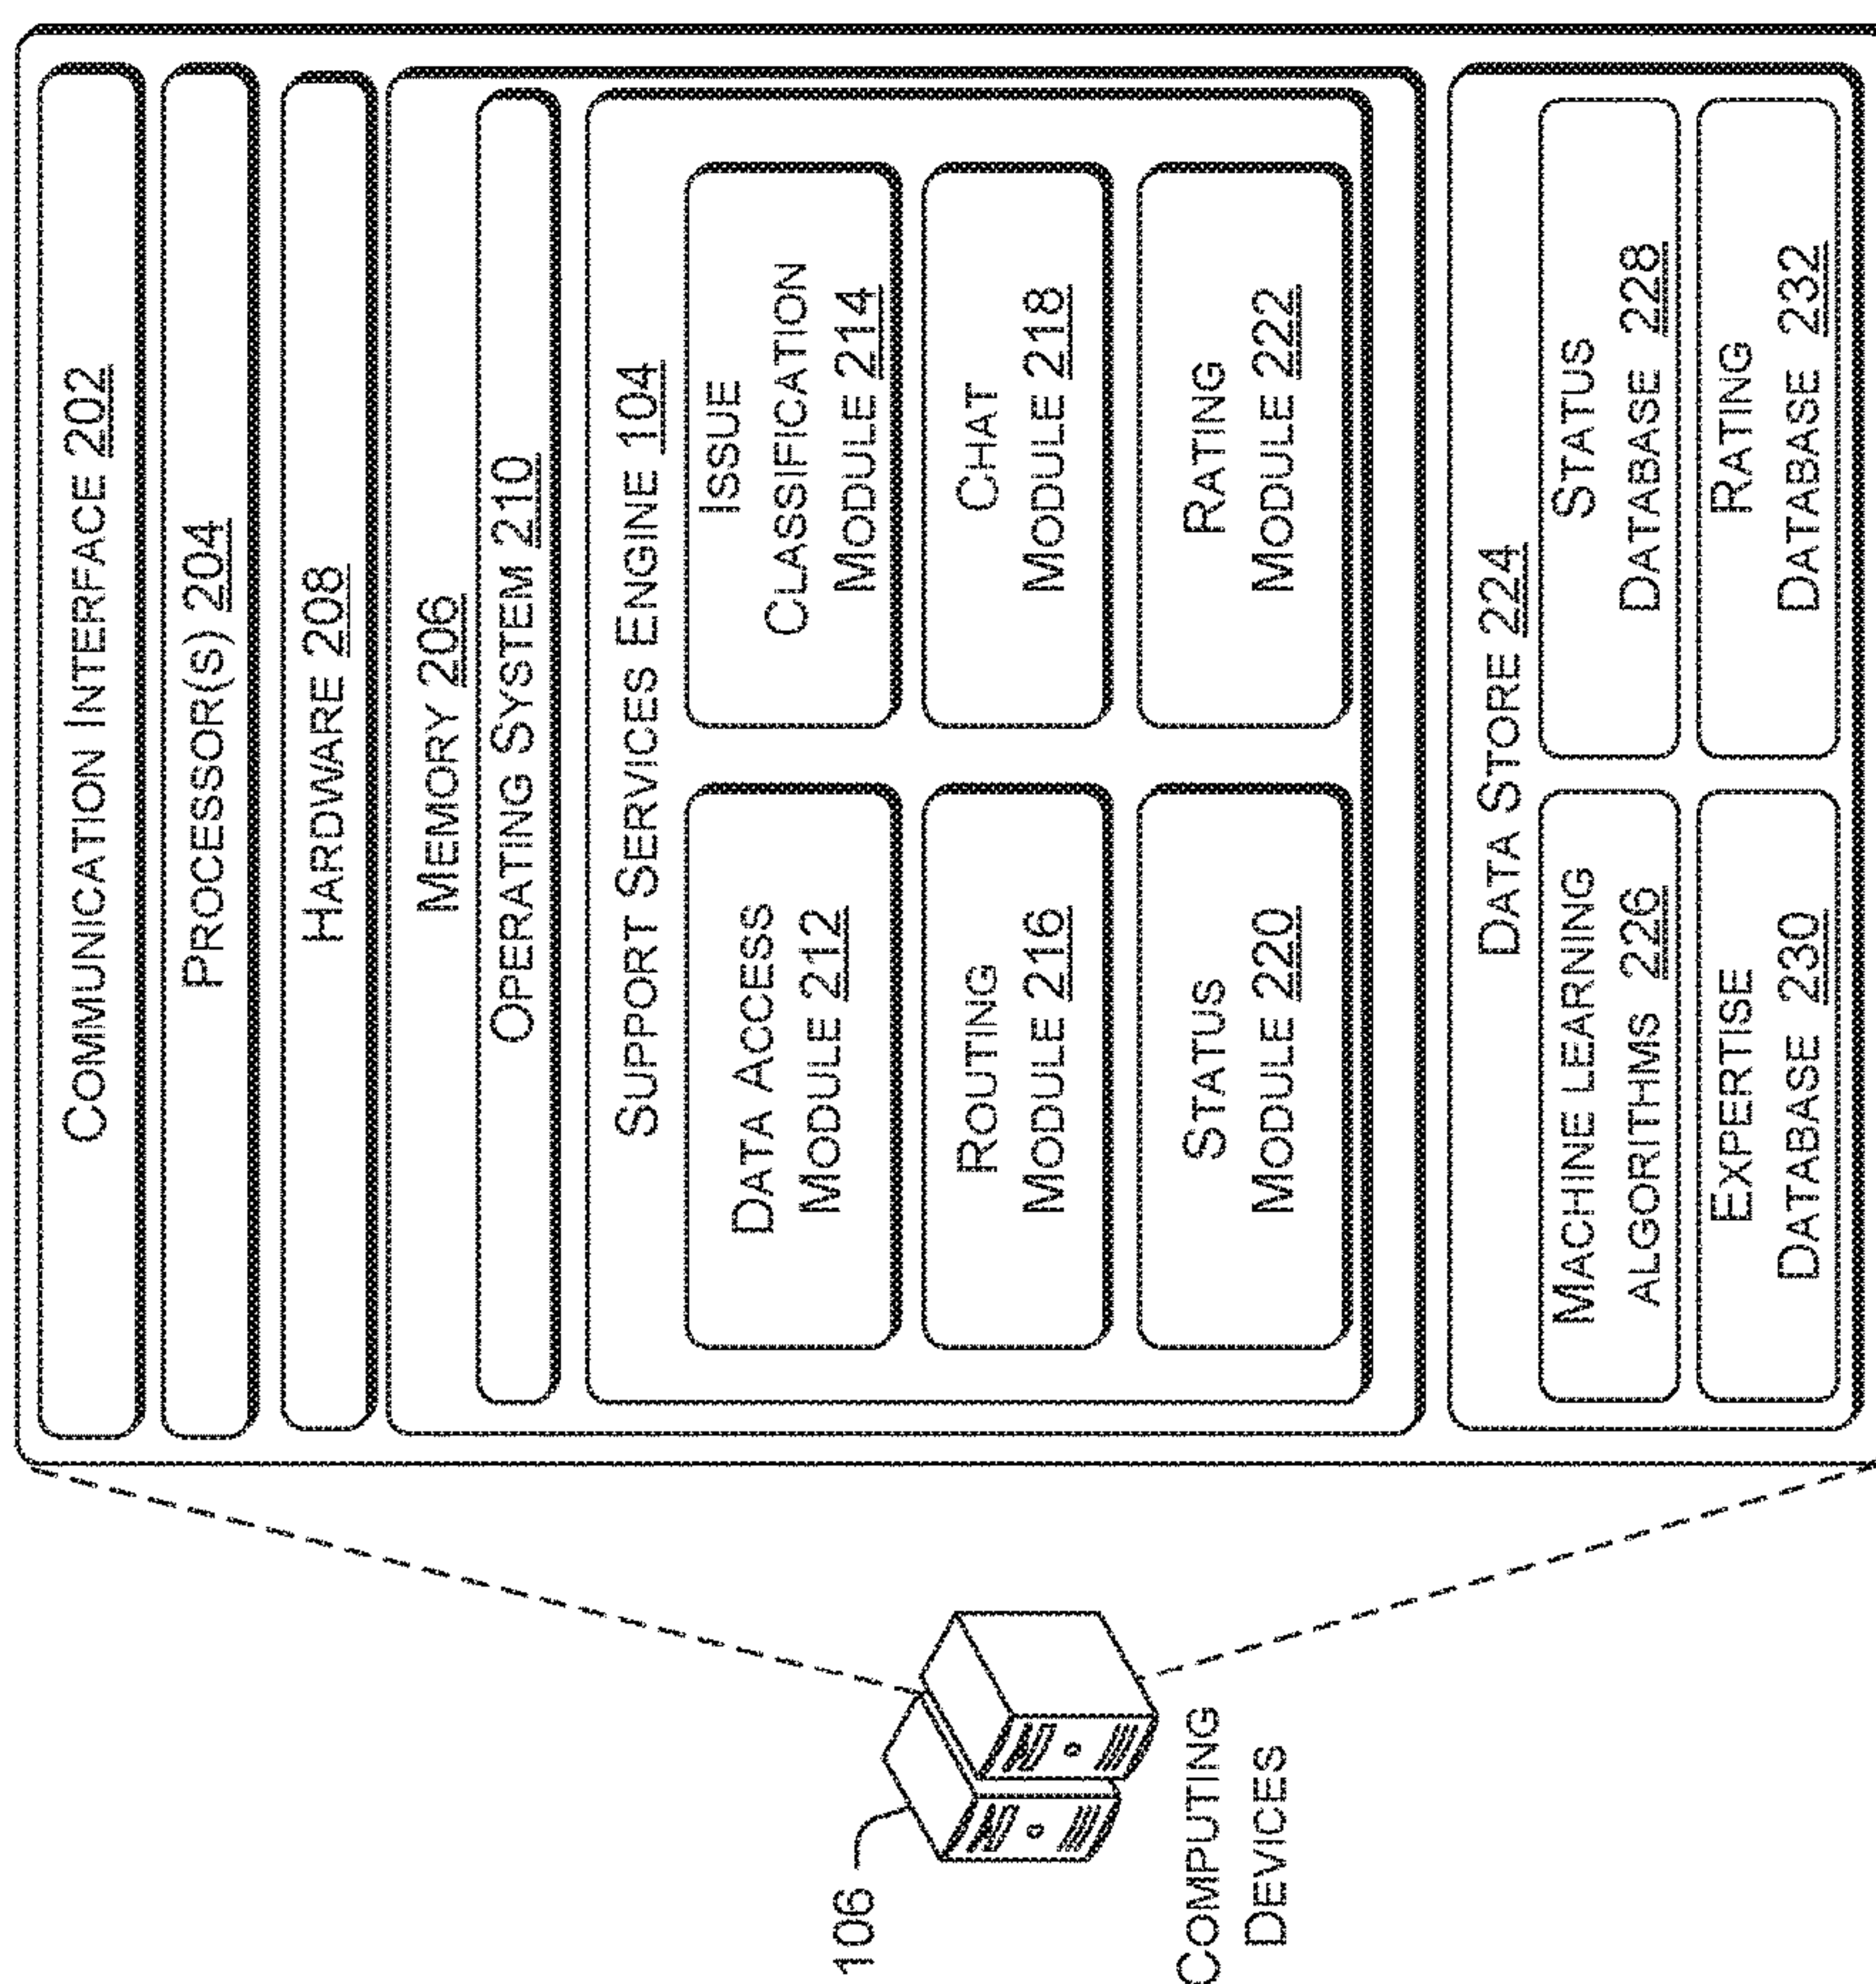 106
COMPUTING
DEVICES
COMMUNICATION INTERFACE 202
PROCESSOR(S) 204
HARDWARE 208
MEMORY 206
OPERATING SYSTEM 210
SUPPORT SERVICES ENGINE 104
DATA ACCESS
MODULE 212
ISSUE
CLASSIFICATION
MODULE 214
ROUTING
MODULE 216
CHAT
MODULE 218
STATUS
MODULE 220
RATING
MODULE 222
DATA STORE 224
MACHINE LEARNING
ALGORITHMS 226
STATUS
DATABASE 228
EXPERTISE
DATABASE 230
RATING
DATABASE 232